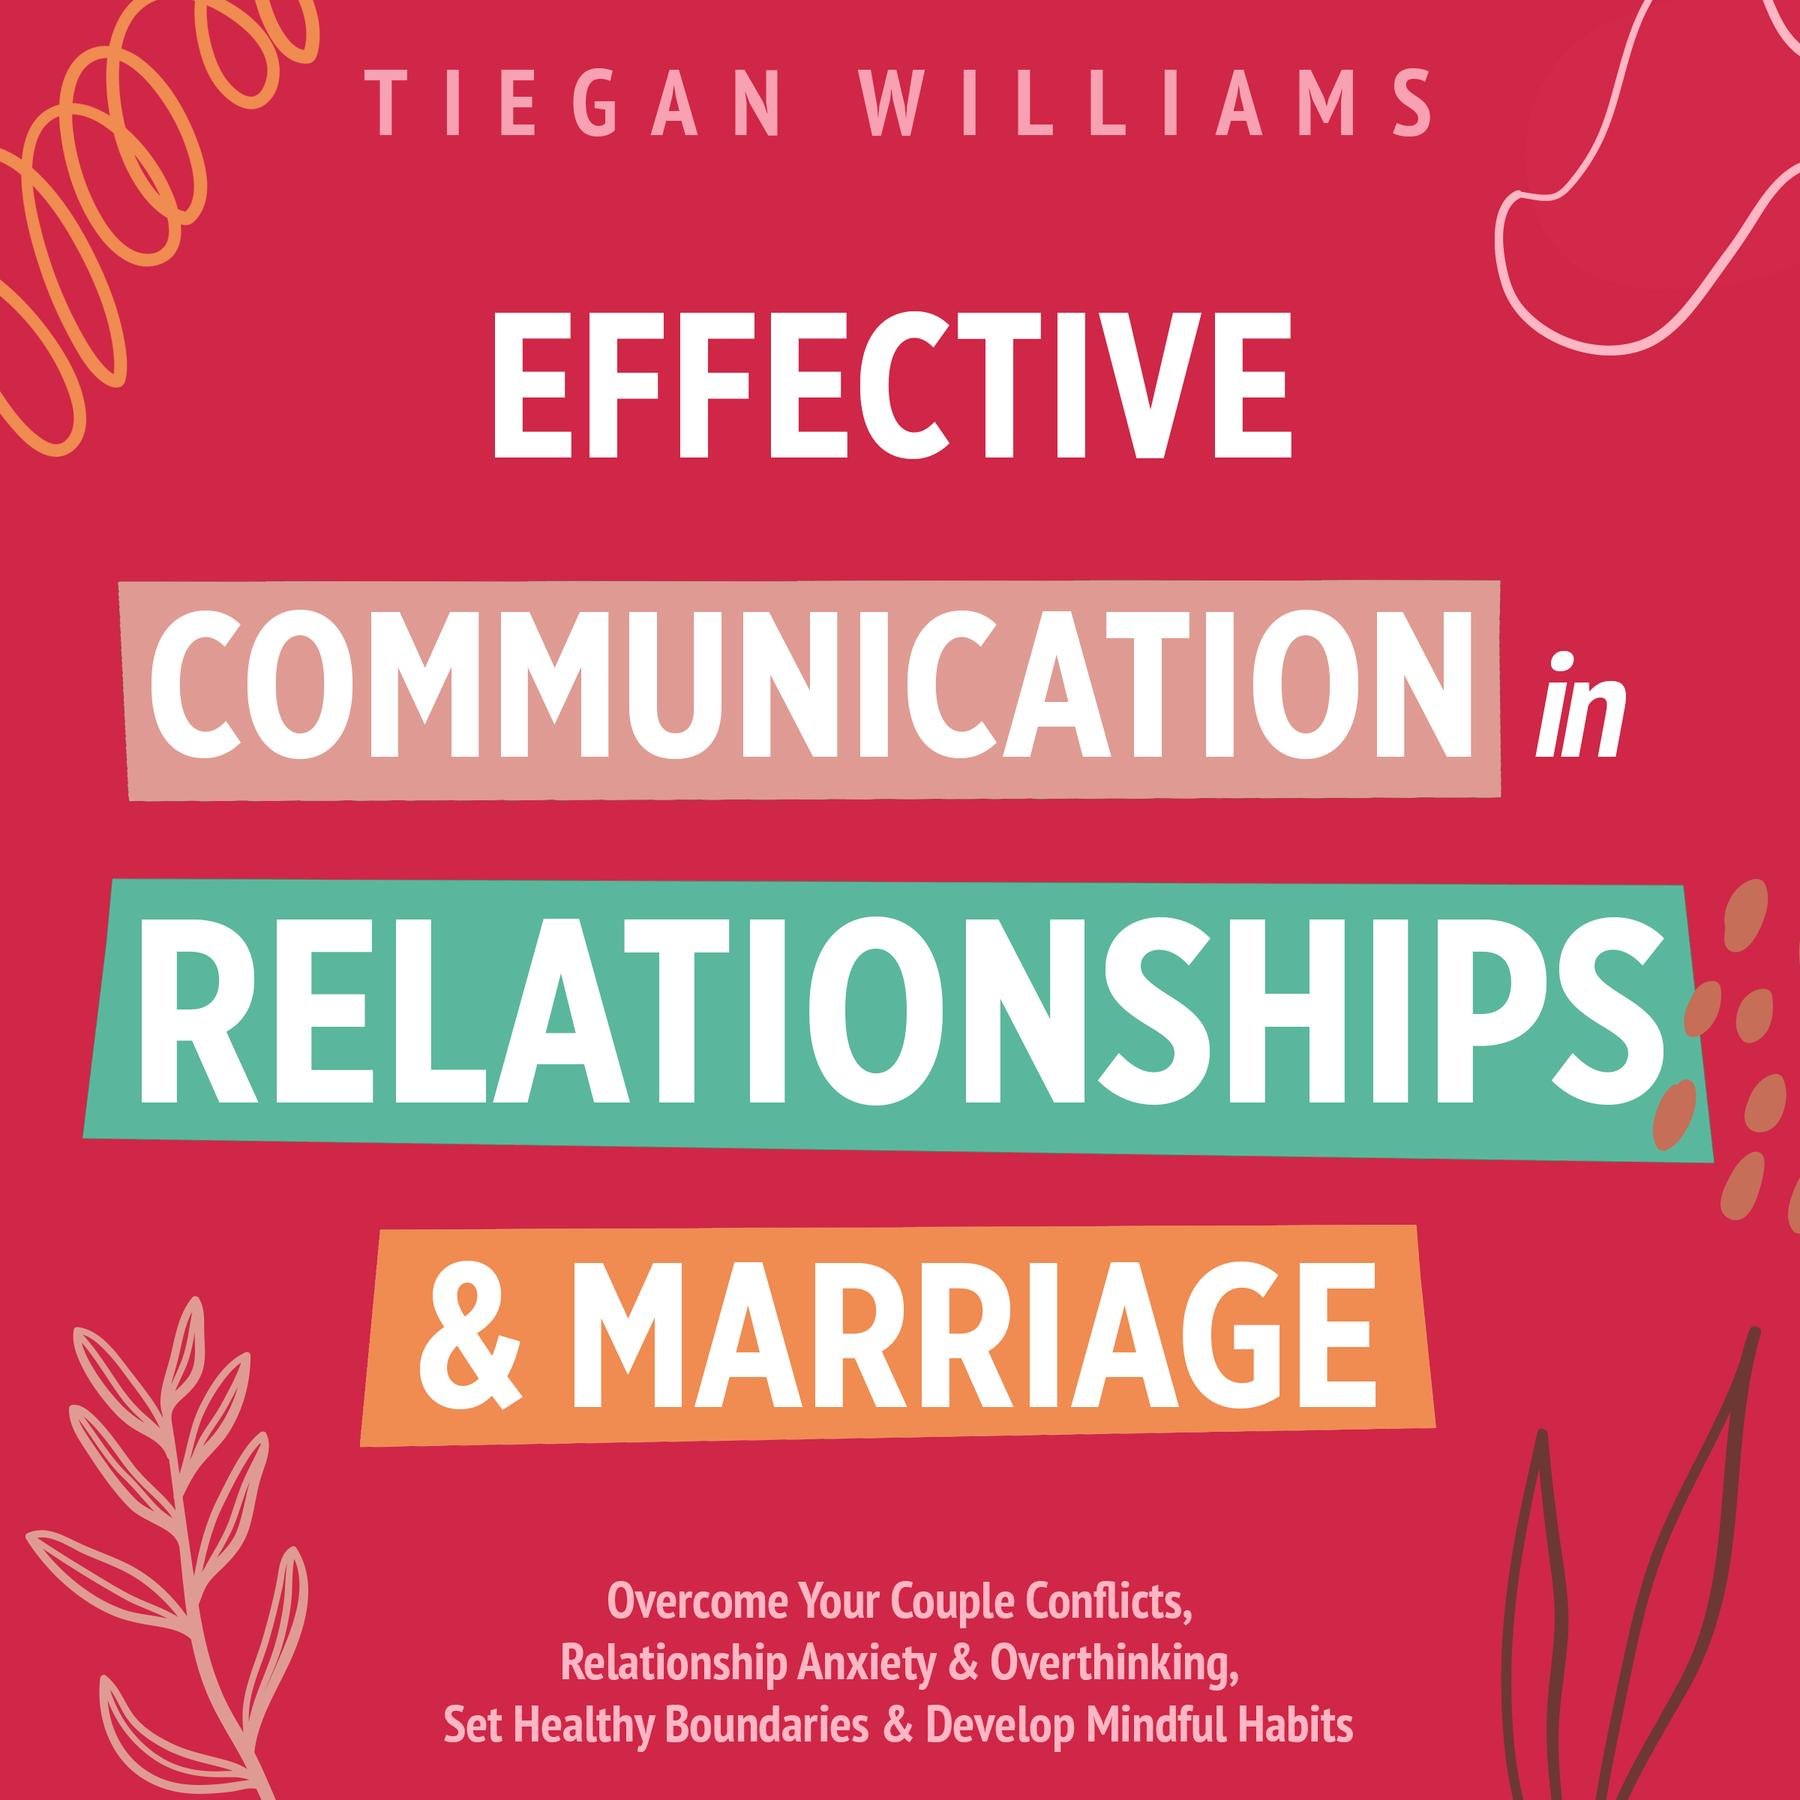 TIEGAN WILLIAMS
EFFECTIVE
COMMUNICATION in
RELATIONSHIPS
& MARRIAGE
Overcome Your Couple Conflicts,
Relationship Anxiety & Overthinking,
Set Healthy Boundaries & Develop Mindful Habits